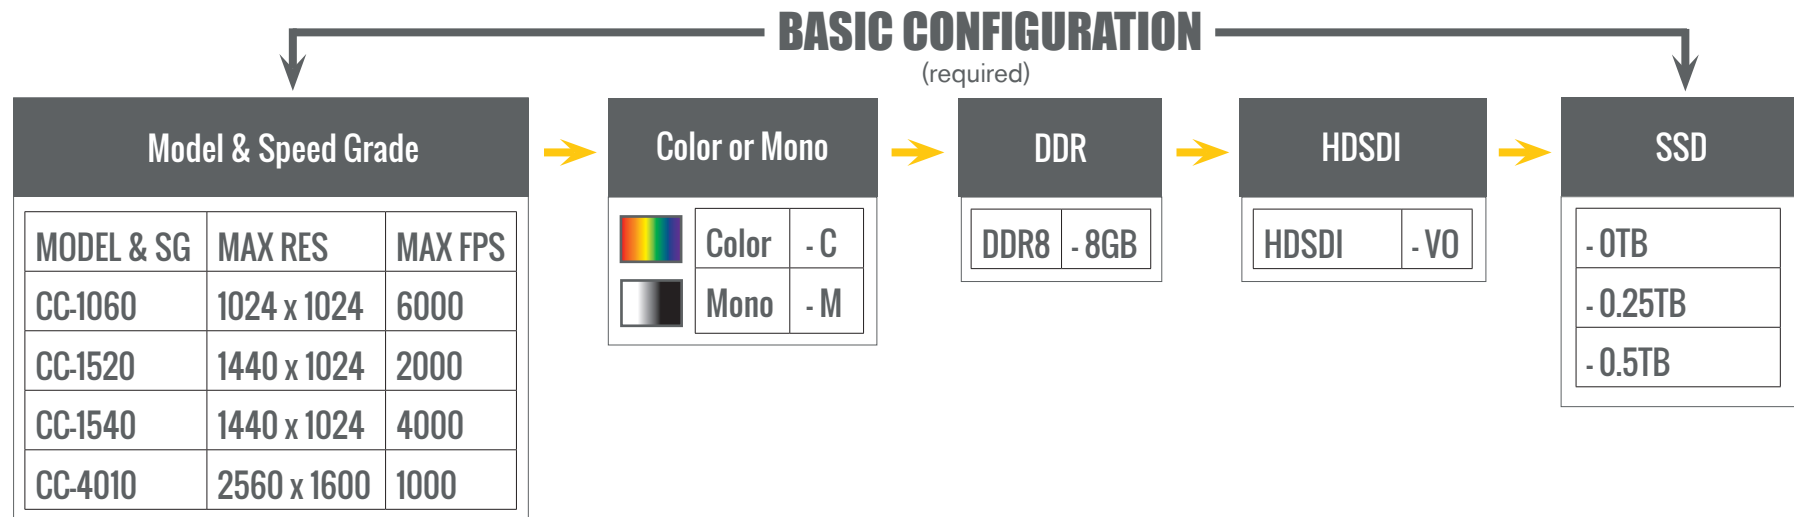 BASIC CONFIGURATION
(required)
Model & Speed Grade
MODEL & SG MAX RES MAX FPS
CC-1060 1024 x 1024 6000
CC-1520 1440 x 1024 2000
CC-1540 1440 x 1024 4000
CC-4010 2560 x 1600 1000
Color or Mono
Color - C
Mono - M
DDR
DDR8 - 8GB
HDSDI
HDSDI - VO
SSD
- 0TB
- 0.25TB
- 0.5TB